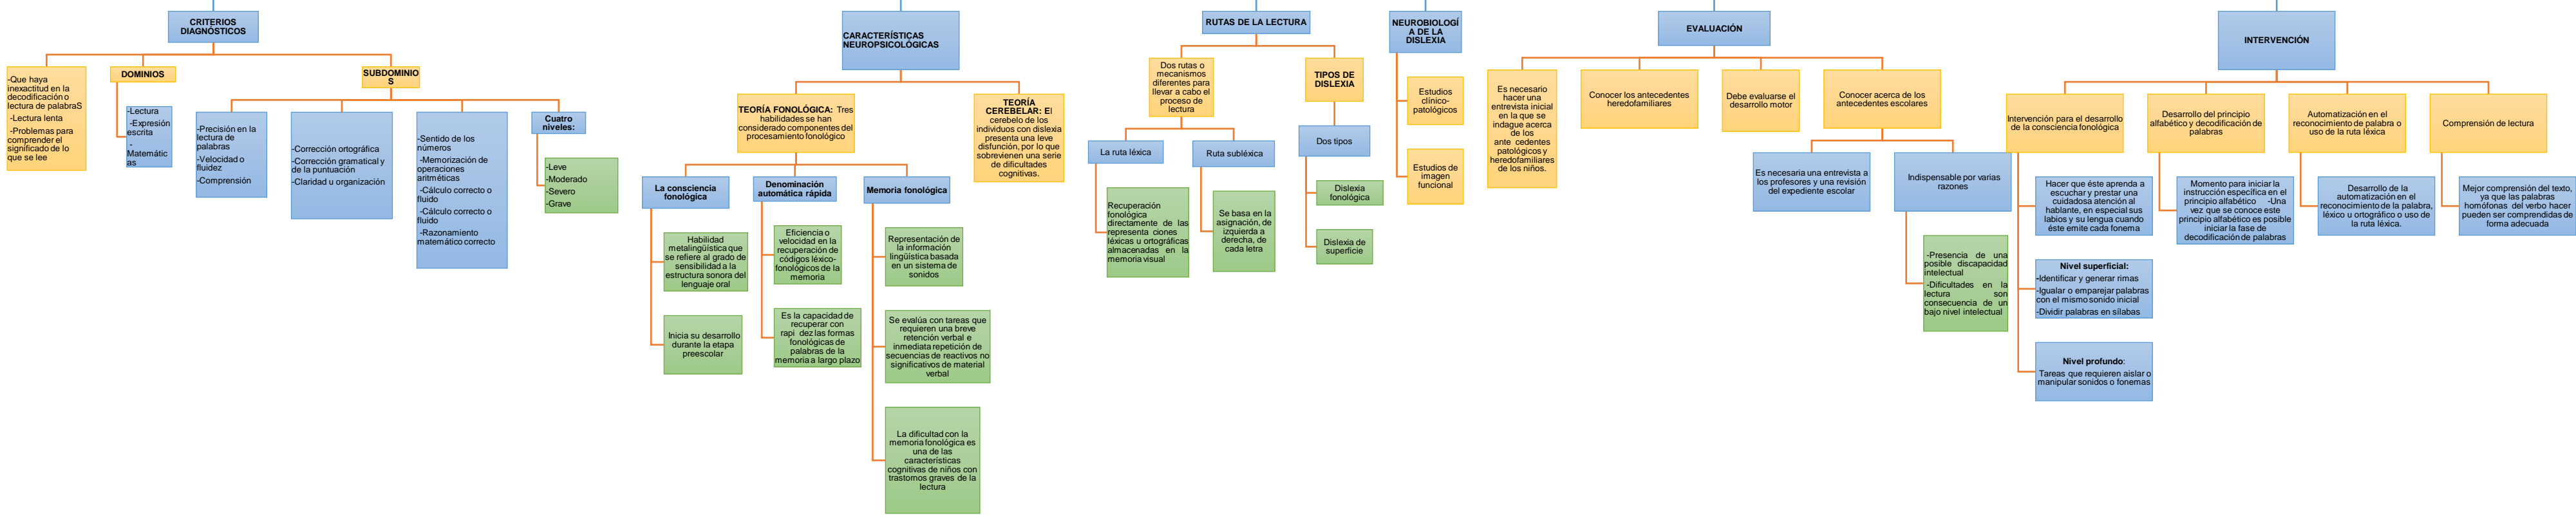 CRITERIOS
DIAGNÓSTICOS
-Que haya
inexactitud en la
decodificación o
lectura de palabraS
-Lectura lenta
-Problemas para
comprender el
significado de lo
que se lee
DOMINIOS
-Lectura
-Expresión
escrita
-
Matemátic
as
SUBDOMINIO
S
-Precisión en la
lectura de
palabras
-Velocidad o
fluidez
-Comprensión
-Corrección ortográfica
-Corrección gramatical y
de la puntuación
-Claridad u organización
-Sentido de los
números
-Memorización de
operaciones
aritméticas
-Cálculo correcto o
fluido
-Cálculo correcto o
fluido
-Razonamiento
matemático correcto
Cuatro
niveles:
-Leve
-Moderado
-Severo
-Grave
CARACTERÍSTICAS
NEUROPSICOLÓGICAS
TEORÍA FONOLÓGICA: Tres
habilidades se han
considerado componentes del
procesamiento fonológico
La consciencia
fonológica
Habilidad
metalingüística que
se refiere al grado de
sensibilidad a la
estructura sonora del
lenguaje oral
Inicia su desarrollo
durante la etapa
preescolar
Denominación
automática rápida
Eficiencia o
velocidad en la
recuperación de
códigos léxico-
fonológicos de la
memoria
Es la capacidad de
recuperar con
rapi dez las formas
fonológicas de
palabras de la
memoria a largo plazo
Memoria fonológica
Representación de
la información
lingüística basada
en un sistema de
sonidos
Se evalúa con tareas que
requieren una breve
retención verbal e
inmediata repetición de
secuencias de reactivos no
significativos de material
verbal
La dificultad con la
memoria fonológica es
una de las
características
cognitivas de niños con
trastornos graves de la
lectura
TEORÍA
CEREBELAR: El
cerebelo de los
individuos con dislexia
presenta una leve
disfunción, por lo que
sobrevienen una serie
de dificultades
cognitivas.
RUTAS DE LA LECTURA
Dos rutas o
mecanismos
diferentes para
llevar a cabo el
proceso de
lectura
La ruta léxica
Recuperación
fonológica
directamente de las
representa ciones
léxicas u ortográficas
almacenadas en la
memoria visual
Ruta subléxica
Se basa en la
asignación, de
izquierda a
derecha, de
cada letra
TIPOS DE
DISLEXIA
Dos tipos
Dislexia
fonológica
Dislexia de
superficie
NEUROBIOLOGÍ
A DE LA
DISLEXIA
Estudios
clínico-
patológicos
Estudios de
imagen
funcional
EVALUACIÓN
Es necesario
hacer una
entrevista inicial
en la que se
indague acerca
de los
ante cedentes
patológicos y
heredofamiliares
de los niños.
Conocer los antecedentes
heredofamiliares
Debe evaluarse el
desarrollo motor
Conocer acerca de los
antecedentes escolares
Es necesaria una entrevista a
los profesores y una revisión
del expediente escolar
Indispensable por varias
razones
-Presencia de una
posible discapacidad
intelectual
-Dificultades en la
lectura son
consecuencia de un
bajo nivel intelectual
INTERVENCIÓN
Intervención para el desarrollo
de la consciencia fonológica
Hacer que éste aprenda a
escuchar y prestar una
cuidadosa atención al
hablante, en especial sus
labios y su lengua cuando
éste emite cada fonema
Nivel superficial:
-Identificar y generar rimas
-Igualar o emparejar palabras
con el mismo sonido inicial
-Dividir palabras en sílabas
Nivel profundo:
Tareas que requieren aislar o
manipular sonidos o fonemas
Desarrollo del principio
alfabético y decodificación de
palabras
Momento para iniciar la
instrucción específica en el
principio alfabético -Una
vez que se conoce este
principio alfabético es posible
iniciar la fase de
decodificación de palabras
Automatización en el
reconocimiento de palabra o
uso de la ruta léxica
Desarrollo de la
automatización en el
reconocimiento de la palabra,
léxico u ortográfico o uso de
la ruta léxica.
Comprensión de lectura
Mejor comprensión del texto,
ya que las palabras
homófonas del verbo hacer
pueden ser comprendidas de
forma adecuada